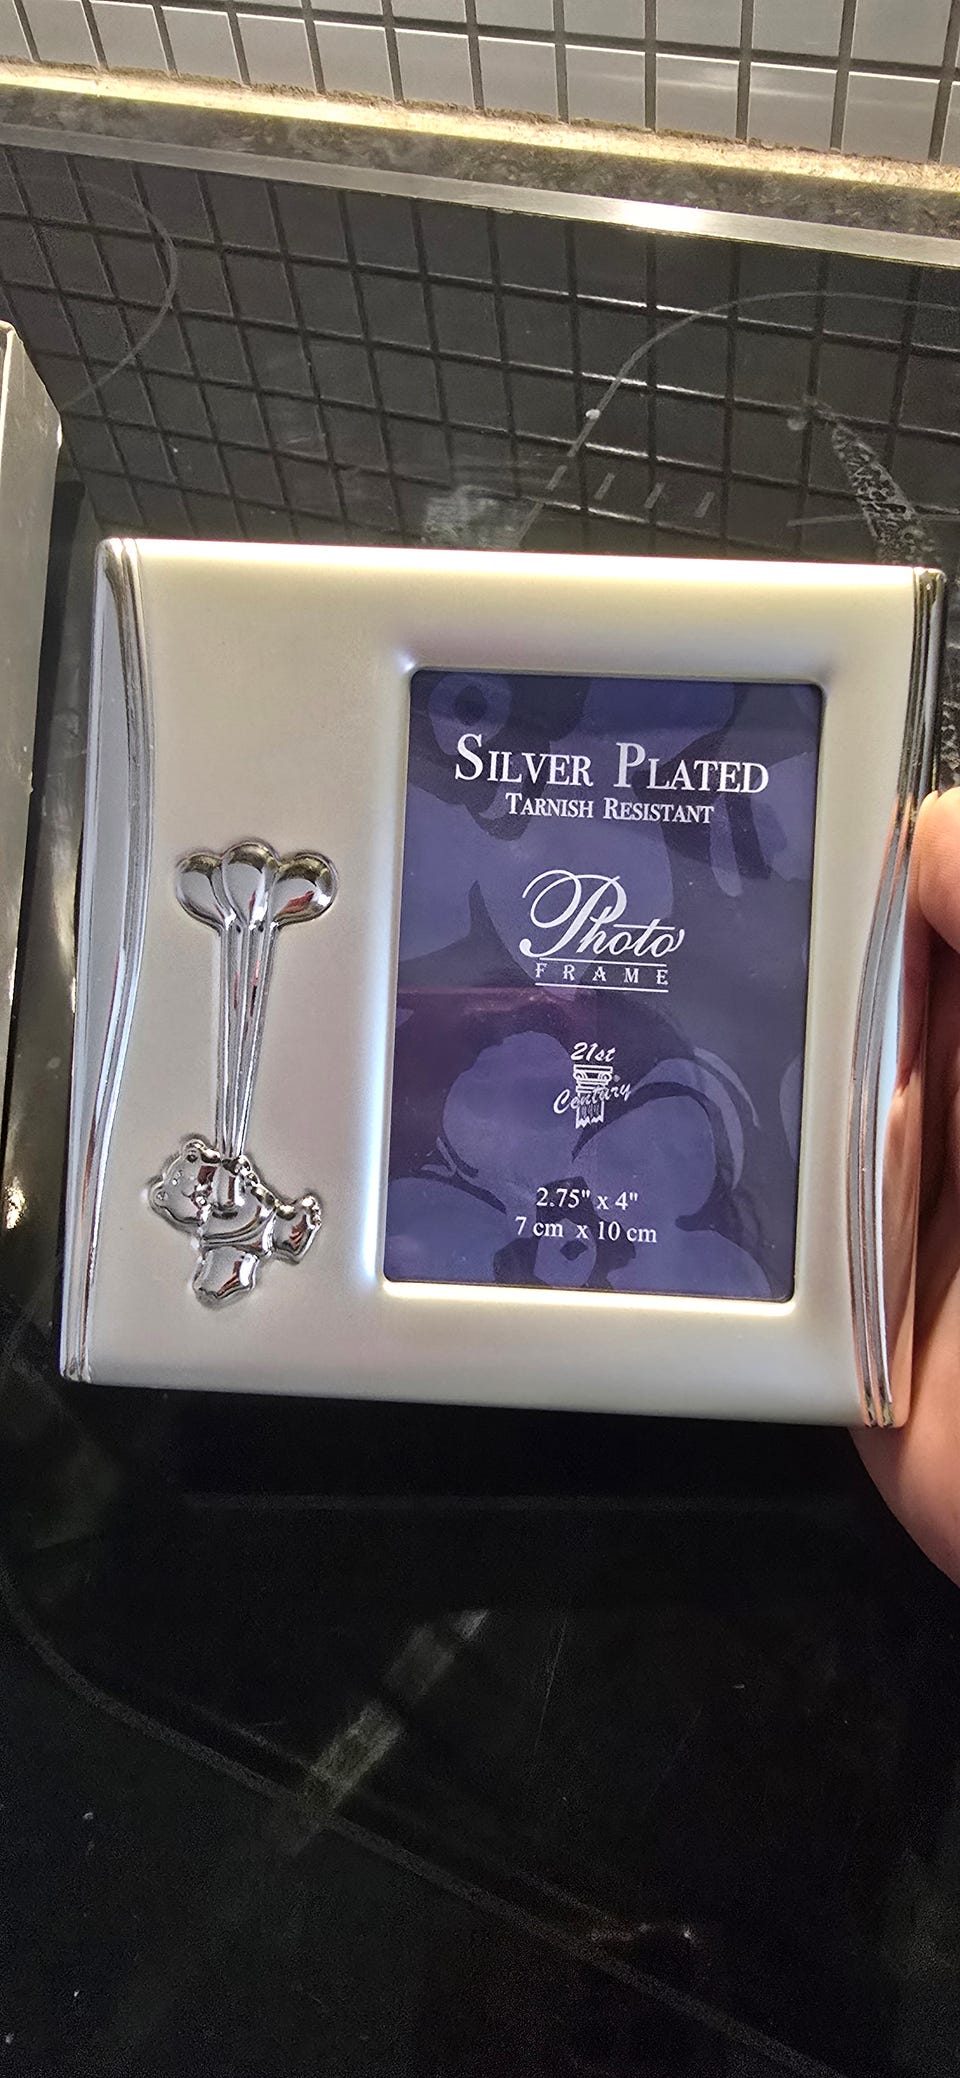 SILVER PLATED
TARNISH RESISTANT
Photo
FRAME
21st
Century
2.75" x 4"
7 cm x 10 cm